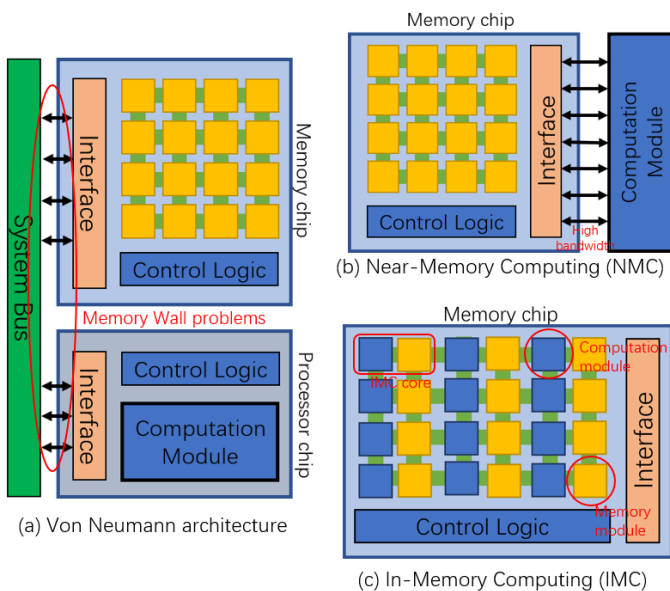 System Bus
Interface
Control Logic
Memory chip
Memory Wall problems
Interface
Control Logic
Computation
Module
Processor chip
(a) Von Neumann architecture
Memory chip
Control Logic
Interface
High
bandwidth
Computation
Module
(b) Near-Memory Computing (NMC)
Memory chip
IMC core
Computation
module
Memory
module
Control Logic
Interface
(c) In-Memory Computing (IMC)